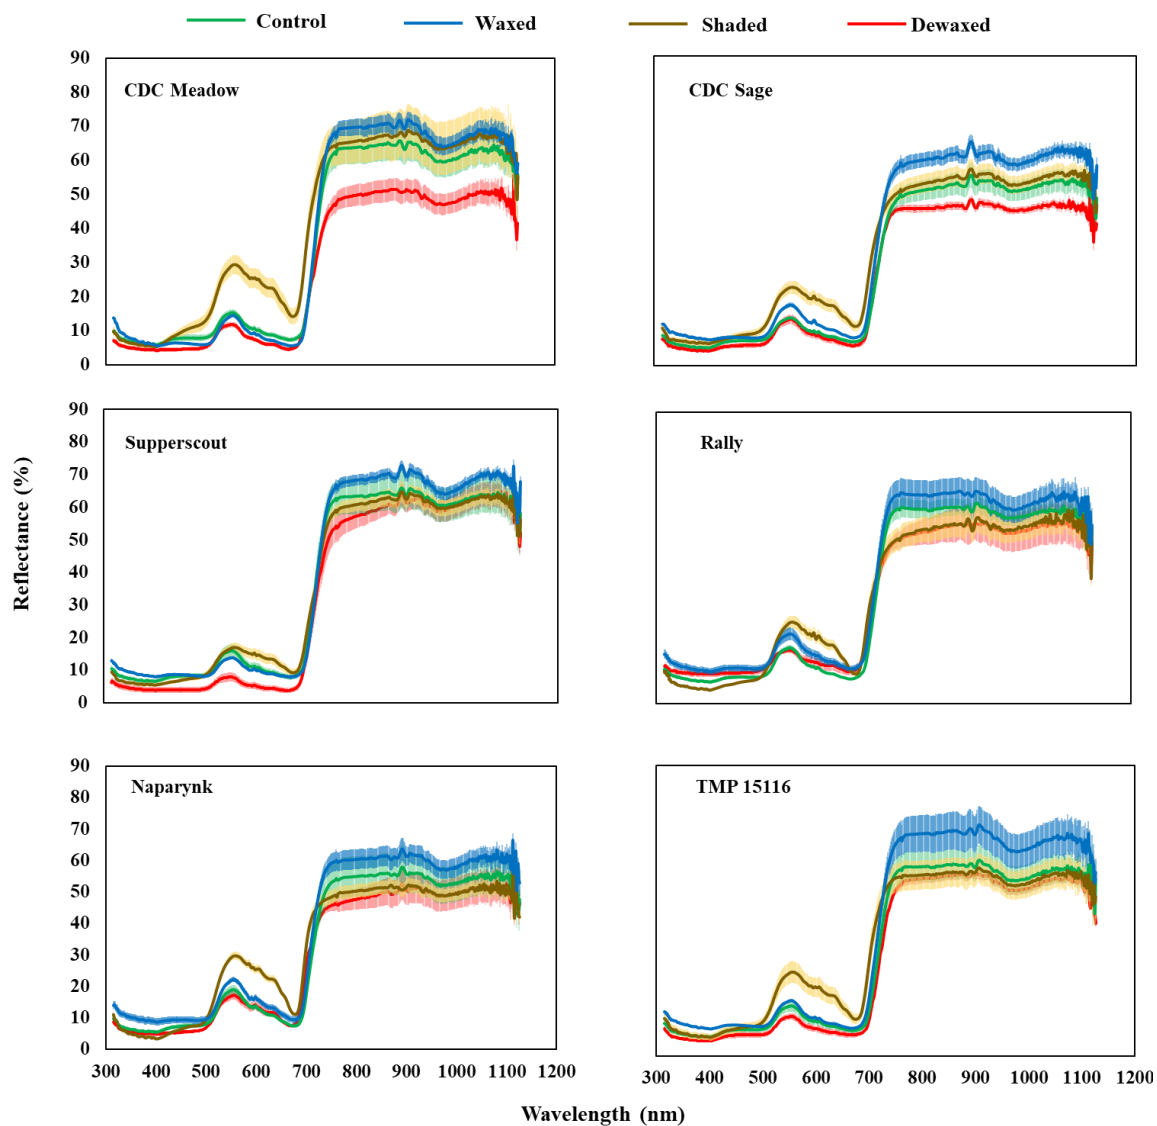 Control Waxed Shaded Dewaxed
90
80
70
60
50
40
30
20
10
0
CDC Meadow
CDC Sage
90
80
70
60
50
40
30
20
10
0
Supperscout
Rally
Reflectance (%)
90
80
70
60
50
40
30
20
10
0
Naparynk
TMP 15116
300 400 500 600 700 800 900 1000 1100 1200
300 400 500 600 700 800 900 1000 1100 1200
Wavelength (nm)